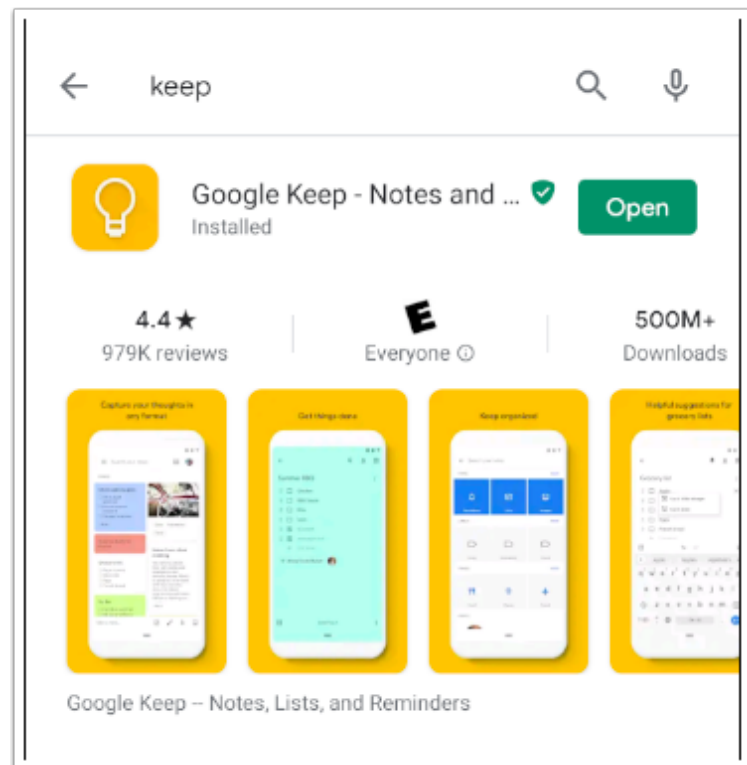 keep
Google Keep - Notes and ...
Open
Installed
4.4★
979K reviews
E
Everyone
500M+
Downloads
Capture your thoughts in
any format
Get things done
Keep organized
Helpful suggestions for
grocery lists
Google Keep -- Notes, Lists, and Reminders